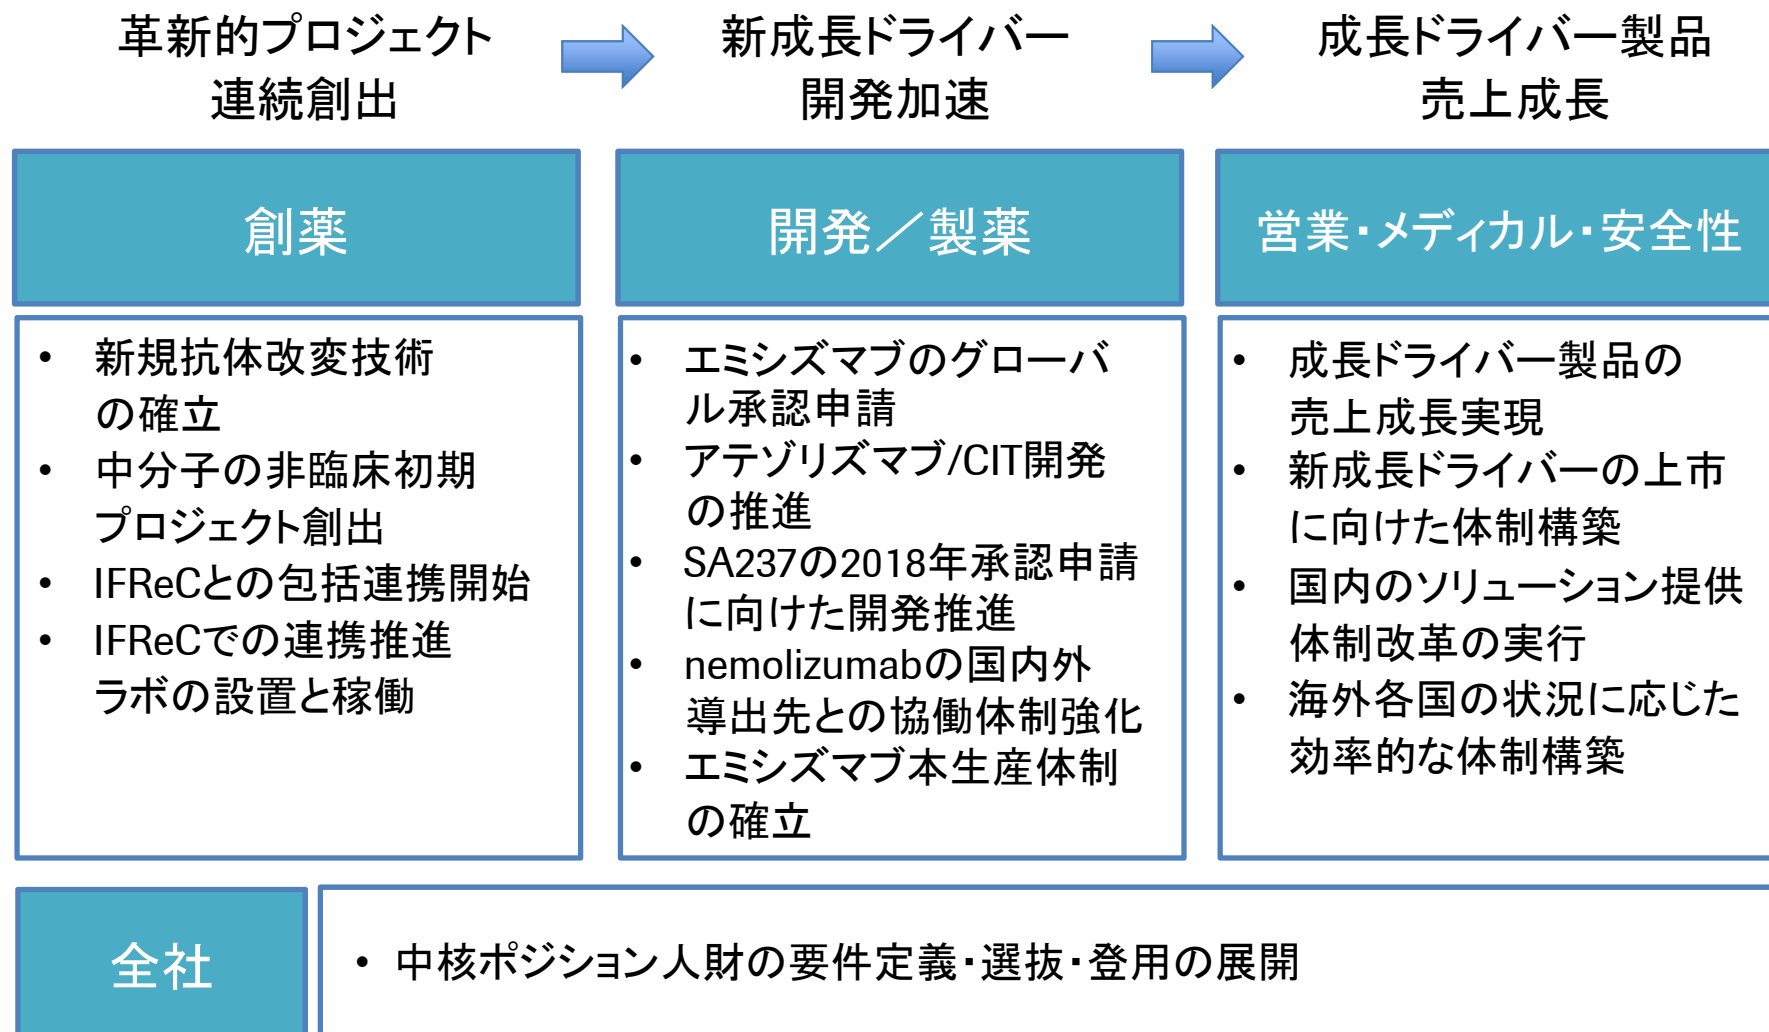 革新的プロジェクト
連続創出
新成長ドライバー
開発加速
成長ドライバー製品
売上成長
創薬
開発／製薬
営業・メディカル・安全性
• 新規抗体改変技術
の確立
• 中分子の非臨床初期
プロジェクト創出
• IFReCとの包括連携開始
• IFReCでの連携推進
ラボの設置と稼働
• エミシズマブのグローバ
ル承認申請
• アテゾリズマブ/CIT開発
の推進
• SA237の2018年承認申請
に向けた開発推進
• nemolizumabの国内外
導出先との協働体制強化
• エミシズマブ本生産体制
の確立
• 成長ドライバー製品の
売上成長実現
• 新成長ドライバーの上市
に向けた体制構築
• 国内のソリューション提供
体制改革の実行
• 海外各国の状況に応じた
効率的な体制構築
全社
• 中核ポジション人財の要件定義・選抜・登用の展開